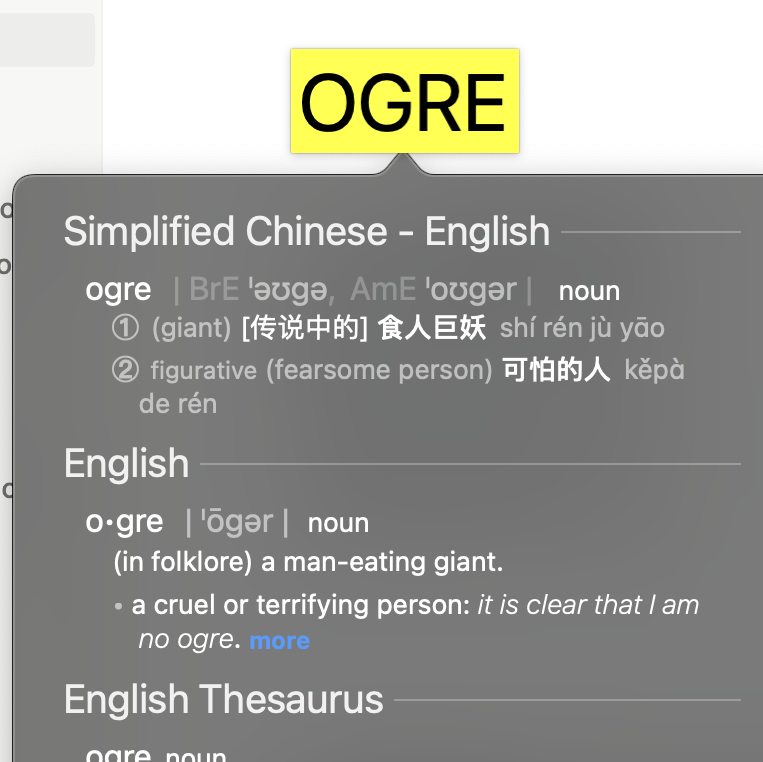 OGRE
Simplified Chinese - English
ogre | BrE ˈəʊɡə, AmE ˈoʊɡər | noun
① (giant) [传说中的] 食人巨妖 shí rén jù yāo
② figurative (fearsome person) 可怕的人 kěpà
de rén
English
o·gre | ˈōɡər | noun
(in folklore) a man-eating giant.
• a cruel or terrifying person: it is clear that I am
no ogre. more
English Thesaurus
ogre noun